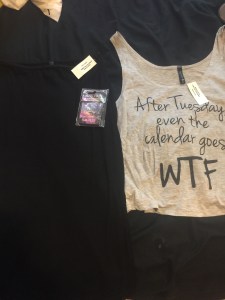 After Tuesday
even the
calendar goes
WTF